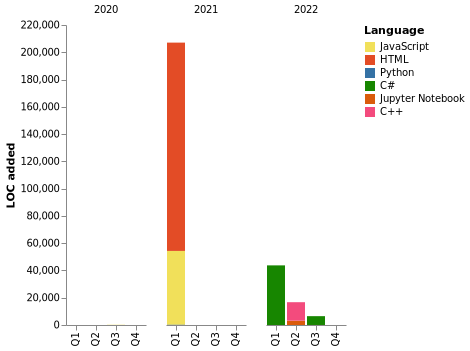 2020 2021 2022
Language
JavaScript
HTML
Python
C#
Jupyter Notebook
C++
LOC added
220,000
200,000
180,000
160,000
140,000
120,000
100,000
80,000
60,000
40,000
20,000
0
Q1 Q2 Q3 Q4 Q1 Q2 Q3 Q4 Q1 Q2 Q3 Q4